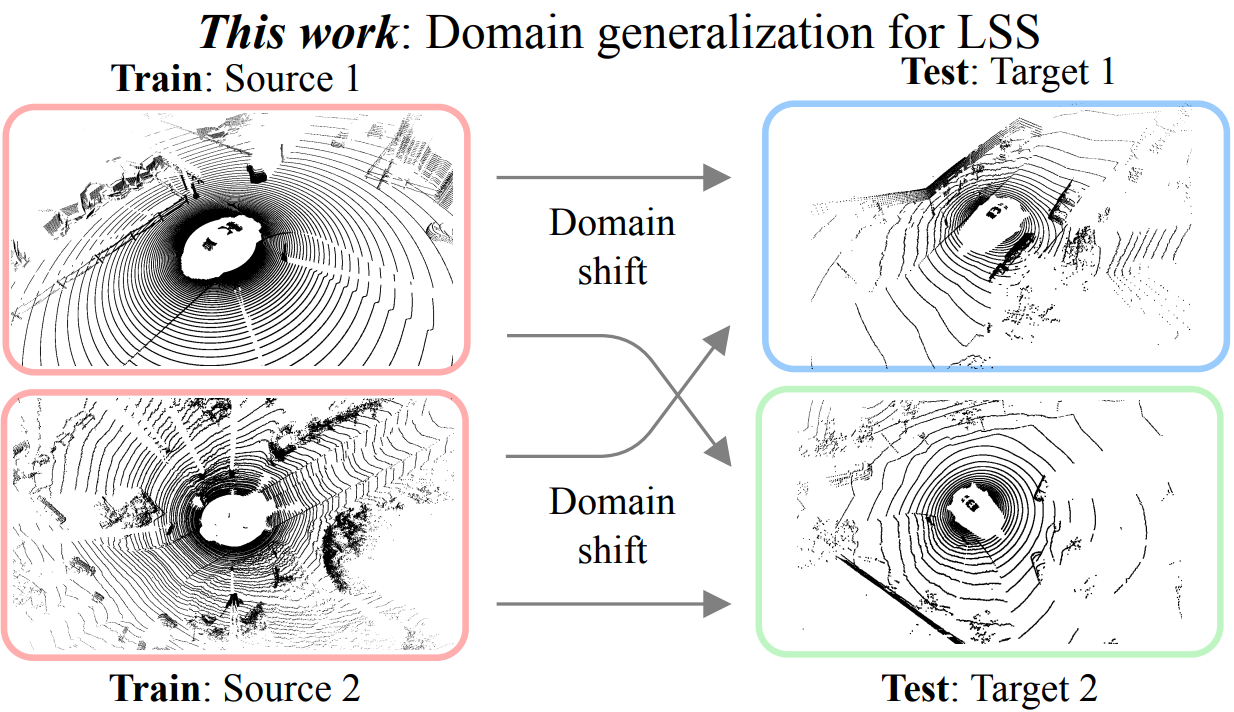 This work: Domain generalization for LSS
Train: Source 1
Test: Target 1
Domain
shift
Domain
shift
Train: Source 2
Test: Target 2